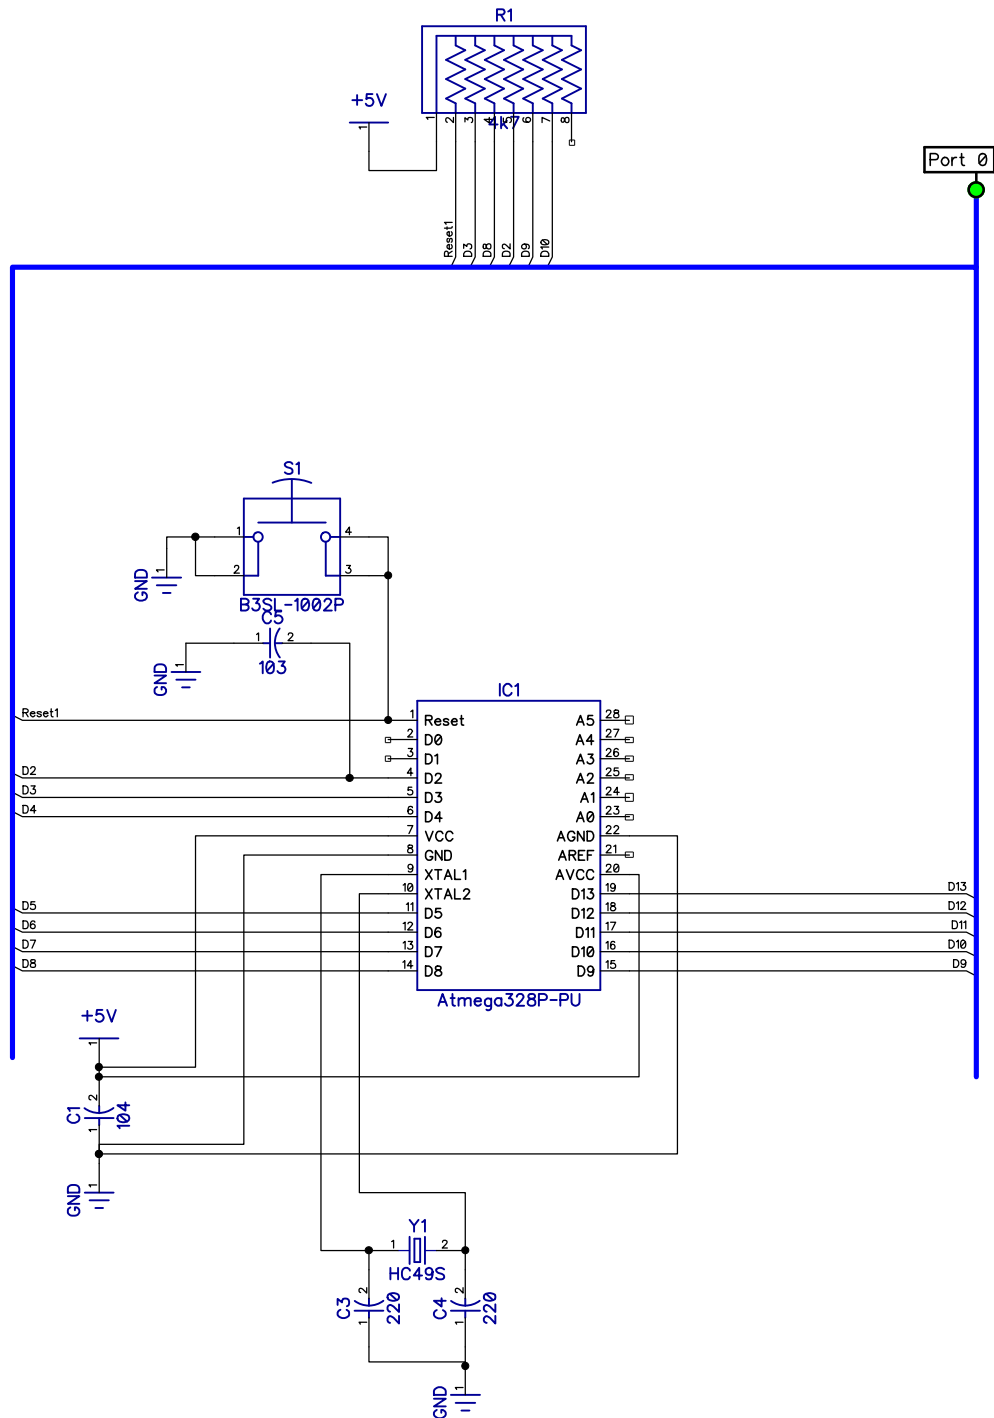 R1
+5V
1
1 2 3 4 5 6 7 8
4k7
Port 0
Reset1 D3 D8 D2 D9 D10
S1
1 4
2 3
1
GND
B3SL-1002P
C5
1 2
103
1
GND
IC1
Reset1 1 Reset A5 28
2 D0 A4 27
3 D1 A3 26
D2 4 D2 A2 25
D3 5 D3 A1 24
D4 6 D4 A0 23
7 VCC AGND 22
8 GND AREF 21
9 XTAL1 AVCC 20
10 XTAL2 D13 19 D13
D5 11 D5 D12 18 D12
D6 12 D6 D11 17 D11
D7 13 D7 D10 16 D10
D8 14 D8 D9 15 D9
Atmega328P-PU
+5V
1
2
C1 104
1
1
GND
Y1
1 2
HC49S
2 2
C3 220 C4 220
1 1
1
GND